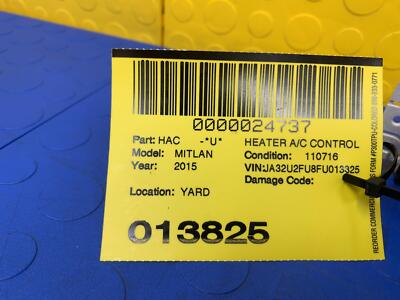 0000024737
Part: HAC -*U* HEATER A/C CONTROL
Model: MITLAN Condition: 110716
Year: 2015 VIN:JA32U2FU8FU013325
Damage Code:
Location: YARD
013825